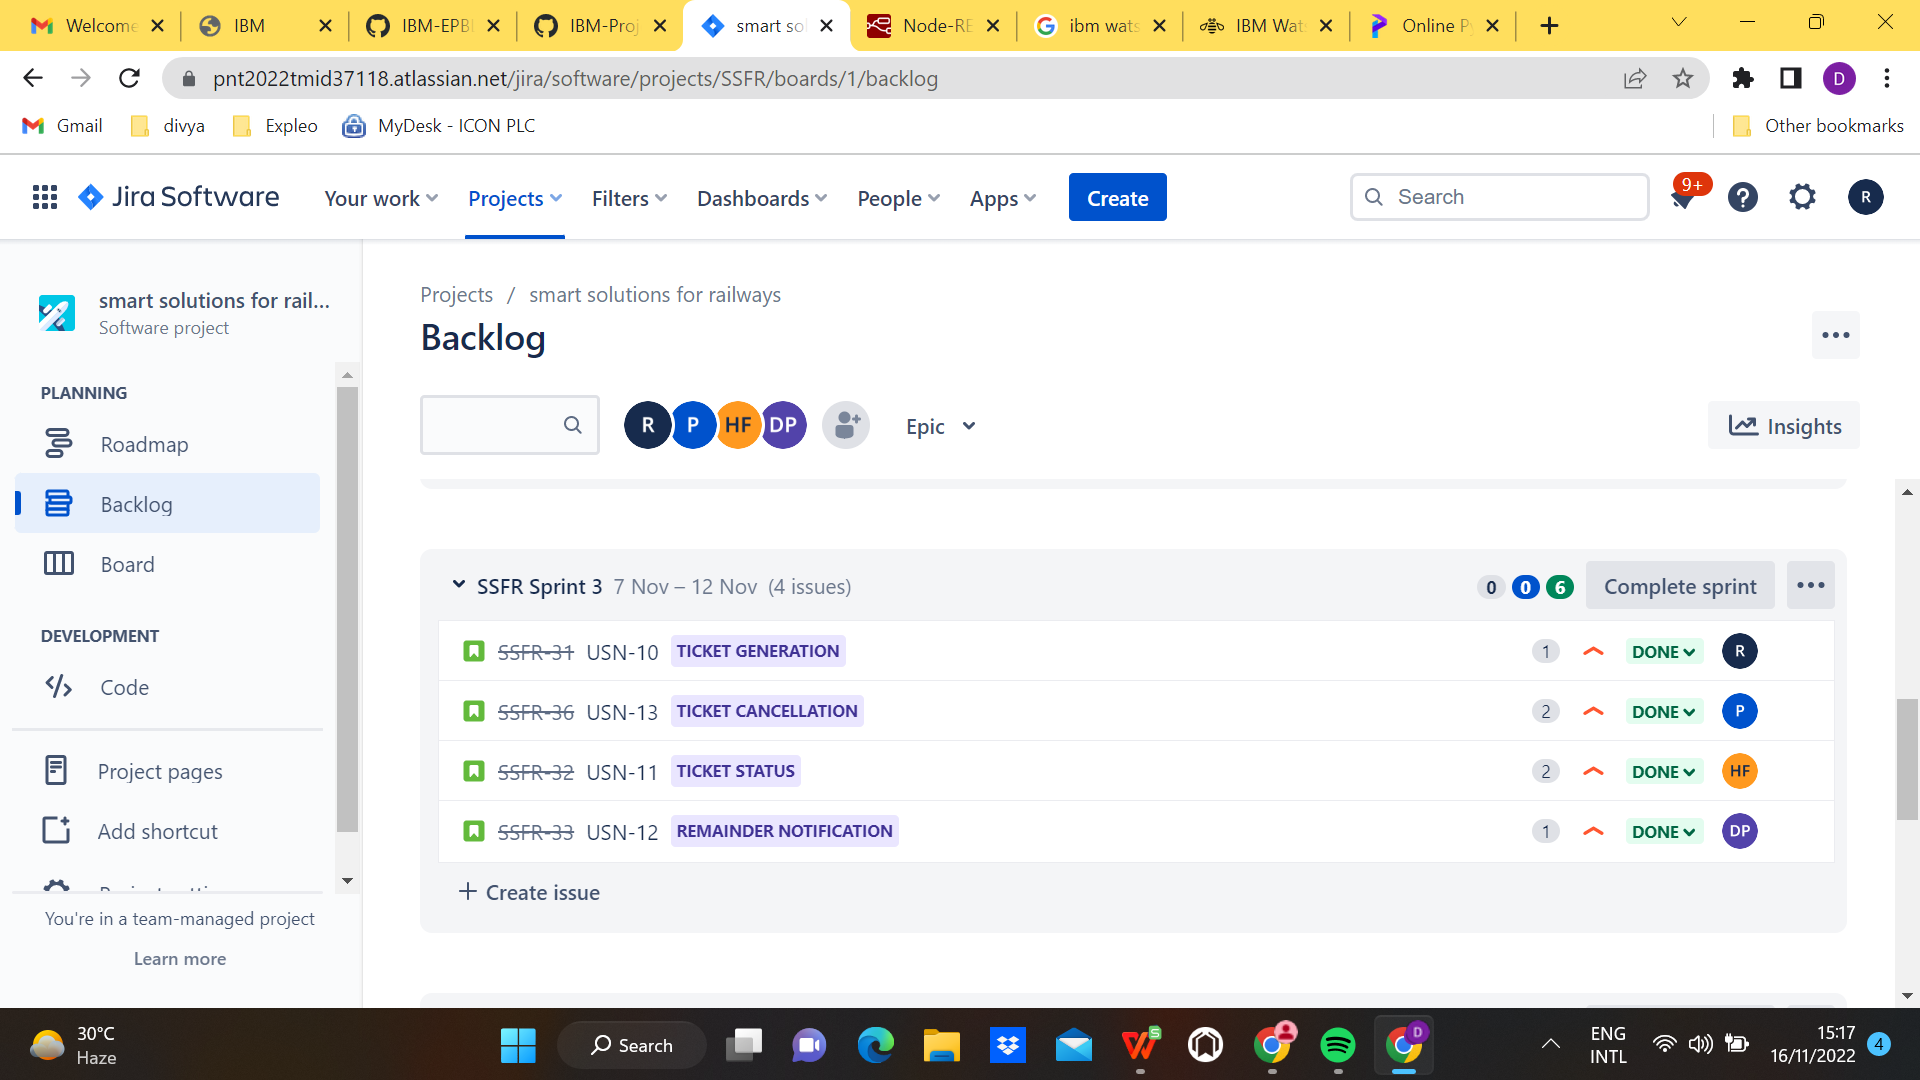 Welcome
IBM
IBM-EPBL
IBM-Proj
smart sol
Node-RE
ibm wats
IBM Wat
Online Py
pnt2022tmid37118.atlassian.net/jira/software/projects/SSFR/boards/1/backlog
D
Gmail
divya
Expleo
MyDesk - ICON PLC
Other bookmarks
Jira Software
Your work
Projects
Filters
Dashboards
People
Apps
Create
Search
9+
R
smart solutions for rail...
Software project
PLANNING
Roadmap
Backlog
Board
DEVELOPMENT
Code
Project pages
Add shortcut
You're in a team-managed project
Learn more
Projects / smart solutions for railways
Backlog
R P HF DP
Epic
Insights
SSFR Sprint 3 7 Nov – 12 Nov (4 issues)
0 0 6 Complete sprint
SSFR-31 USN-10 TICKET GENERATION 1 DONE R
SSFR-36 USN-13 TICKET CANCELLATION 2 DONE P
SSFR-32 USN-11 TICKET STATUS 2 DONE HF
SSFR-33 USN-12 REMAINDER NOTIFICATION 1 DONE DP
+ Create issue
30°C
Haze
Search
S
D
ENG
INTL
15:17
16/11/2022
4